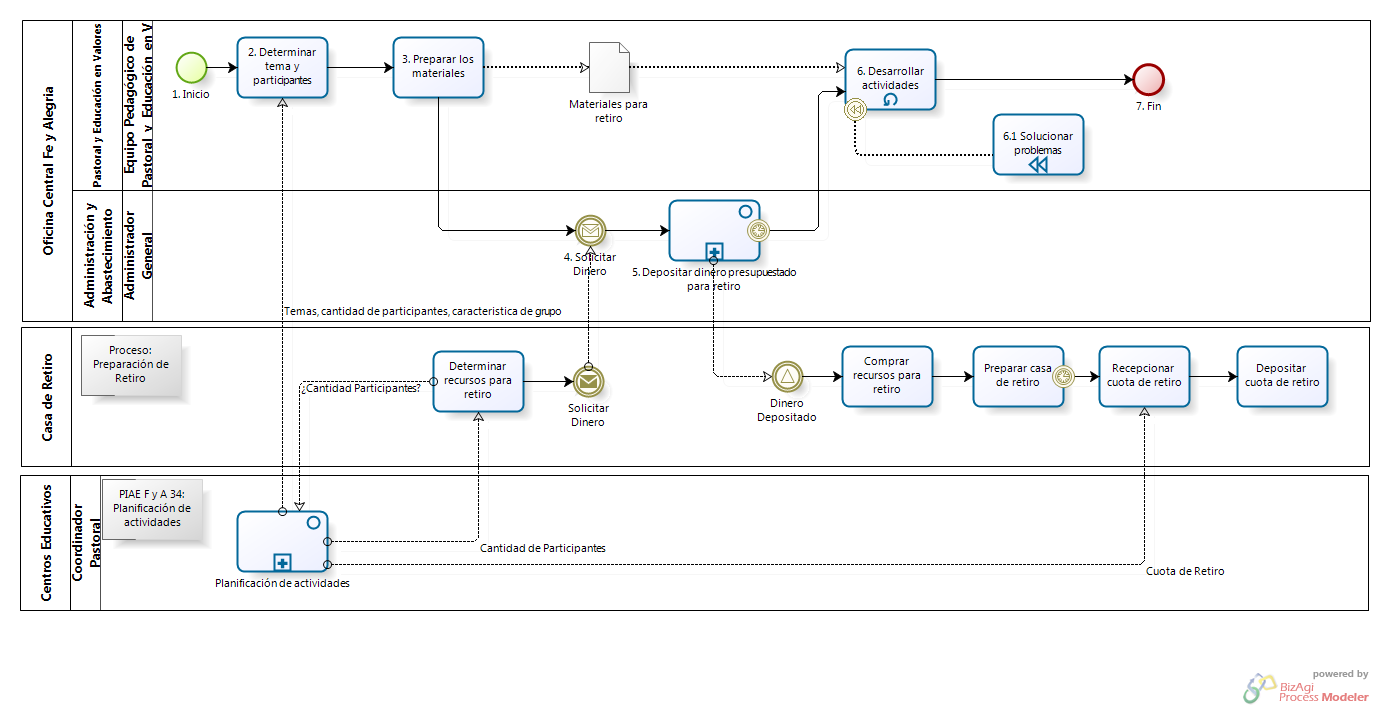 Oficina Central Fe y Alegria
Pastoral y Educación en Valores
Equipo Pedagógico de
Pastoral y Educación en V
1. Inicio
2. Determinar
tema y
participantes
3. Preparar los
materiales
Materiales para
retiro
6. Desarrollar
actividades
7. Fin
6.1 Solucionar
problemas
Administración y
Abastecimiento
Administrador
General
4. Solicitar
Dinero
5. Depositar dinero presupuestado
para retiro
Temas, cantidad de participantes, caracteristica de grupo
Casa de Retiro
Proceso:
Preparación de
Retiro
¿Cantidad Participantes?
Determinar
recursos para
retiro
Solicitar
Dinero
Dinero
Depositado
Comprar
recursos para
retiro
Preparar casa
de retiro
Recepcionar
cuota de retiro
Depositar
cuota de retiro
Centros Educativos
Coordinador
Pastoral
PIAE F y A 34:
Planificación de
actividades
Planificación de actividades
Cantidad de Participantes
Cuota de Retiro
powered by
BizAgi
Process Modeler